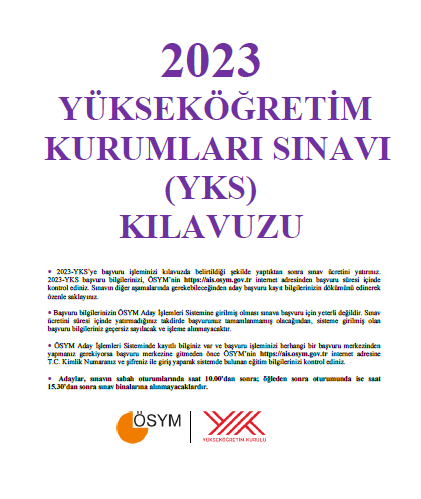 2023
YÜKSEKÖĞRETİM
KURUMLARI SINAVI
(YKS)
KILAVUZU
• 2023-YKS'ye başvuru işleminizi kılavuzda belirtildiği şekilde yaptıktan sonra sınav ücretini yatırınız.
2023-YKS başvuru bilgilerinizi, ÖSYM'nin https://ais.osym.gov.tr internet adresinden başvuru süresi içinde
kontrol ediniz. Sınavın diğer aşamalarında gerekebileceğinden aday başvuru kayıt bilgilerinizin dökümünü edinerek
özenle saklayınız.
• Başvuru bilgilerinizin ÖSYM Aday İşlemleri Sistemine girilmiş olması sınava başvuru için yeterli değildir. Sınav
ücretini süresi içinde yatırmadığınız takdirde başvurunuz tamamlanmamış olacağından, sisteme girilmiş olan
başvuru bilgileriniz geçersiz sayılacak ve işleme alınmayacaktır.
• ÖSYM Aday İşlemleri Sisteminde kayıtlı bilginiz var ve başvuru işleminizi herhangi bir başvuru merkezinden
yapmanız gerekiyorsa başvuru merkezine gitmeden önce ÖSYM'nin https://ais.osym.gov.tr internet adresine
T.C. Kimlik Numaranız ve şifreniz ile giriş yaparak sistemde bulunan eğitim bilgilerinizi kontrol ediniz.
• Adaylar, sınavın sabah oturumlarında saat 10.00'dan sonra; öğleden sonra oturumunda ise saat
15.30'dan sonra sınav binalarına alınmayacaklardır.
ÖSYM
YÜKSEKÖĞRETİM KURULU